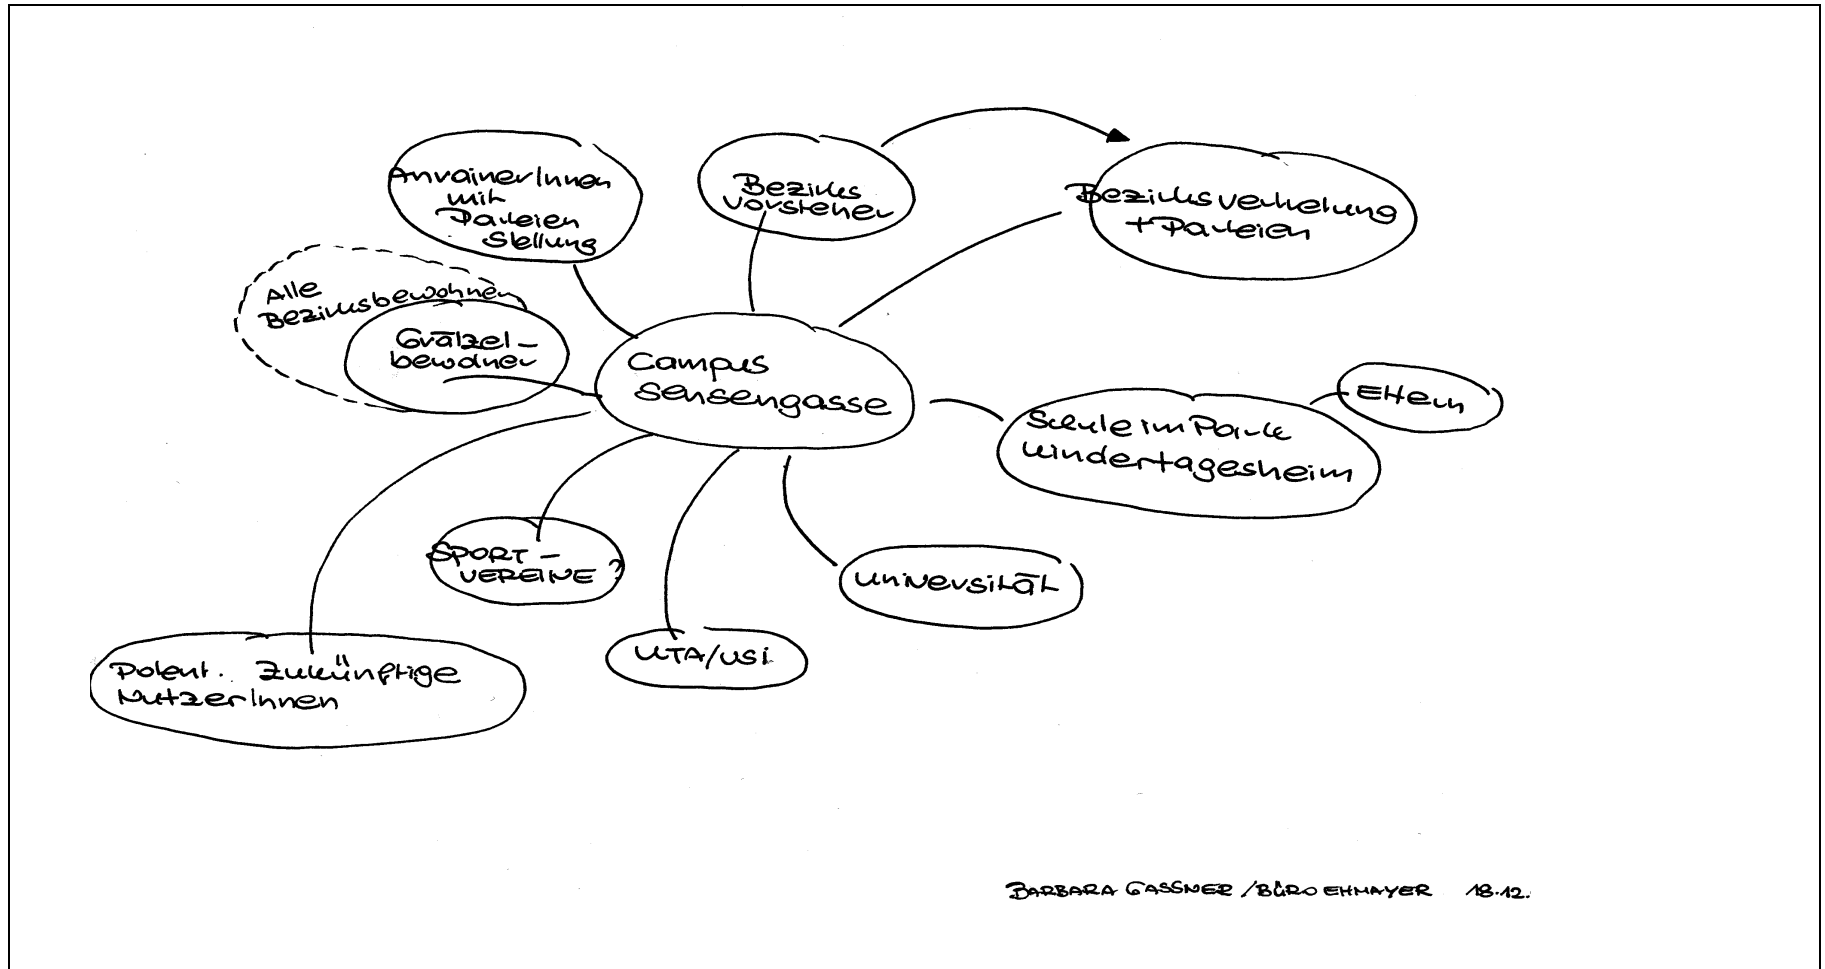 AnrainerInnen
mit
Parteien
stellung
Bezirks
vorsteher
Bezirksvertretung
+ Parteien
Alle
Bezirksbewohner
Grätzel-
bewohner
Campus
Sensengasse
Eltern
Schule im Park
Kindertagesheim
SPORT-
VEREINE ?
Universität
UTA/USI
Potent. Zukünftige
NutzerInnen
BARBARA GASSNER / BÜRO EHMAYER 18.12.